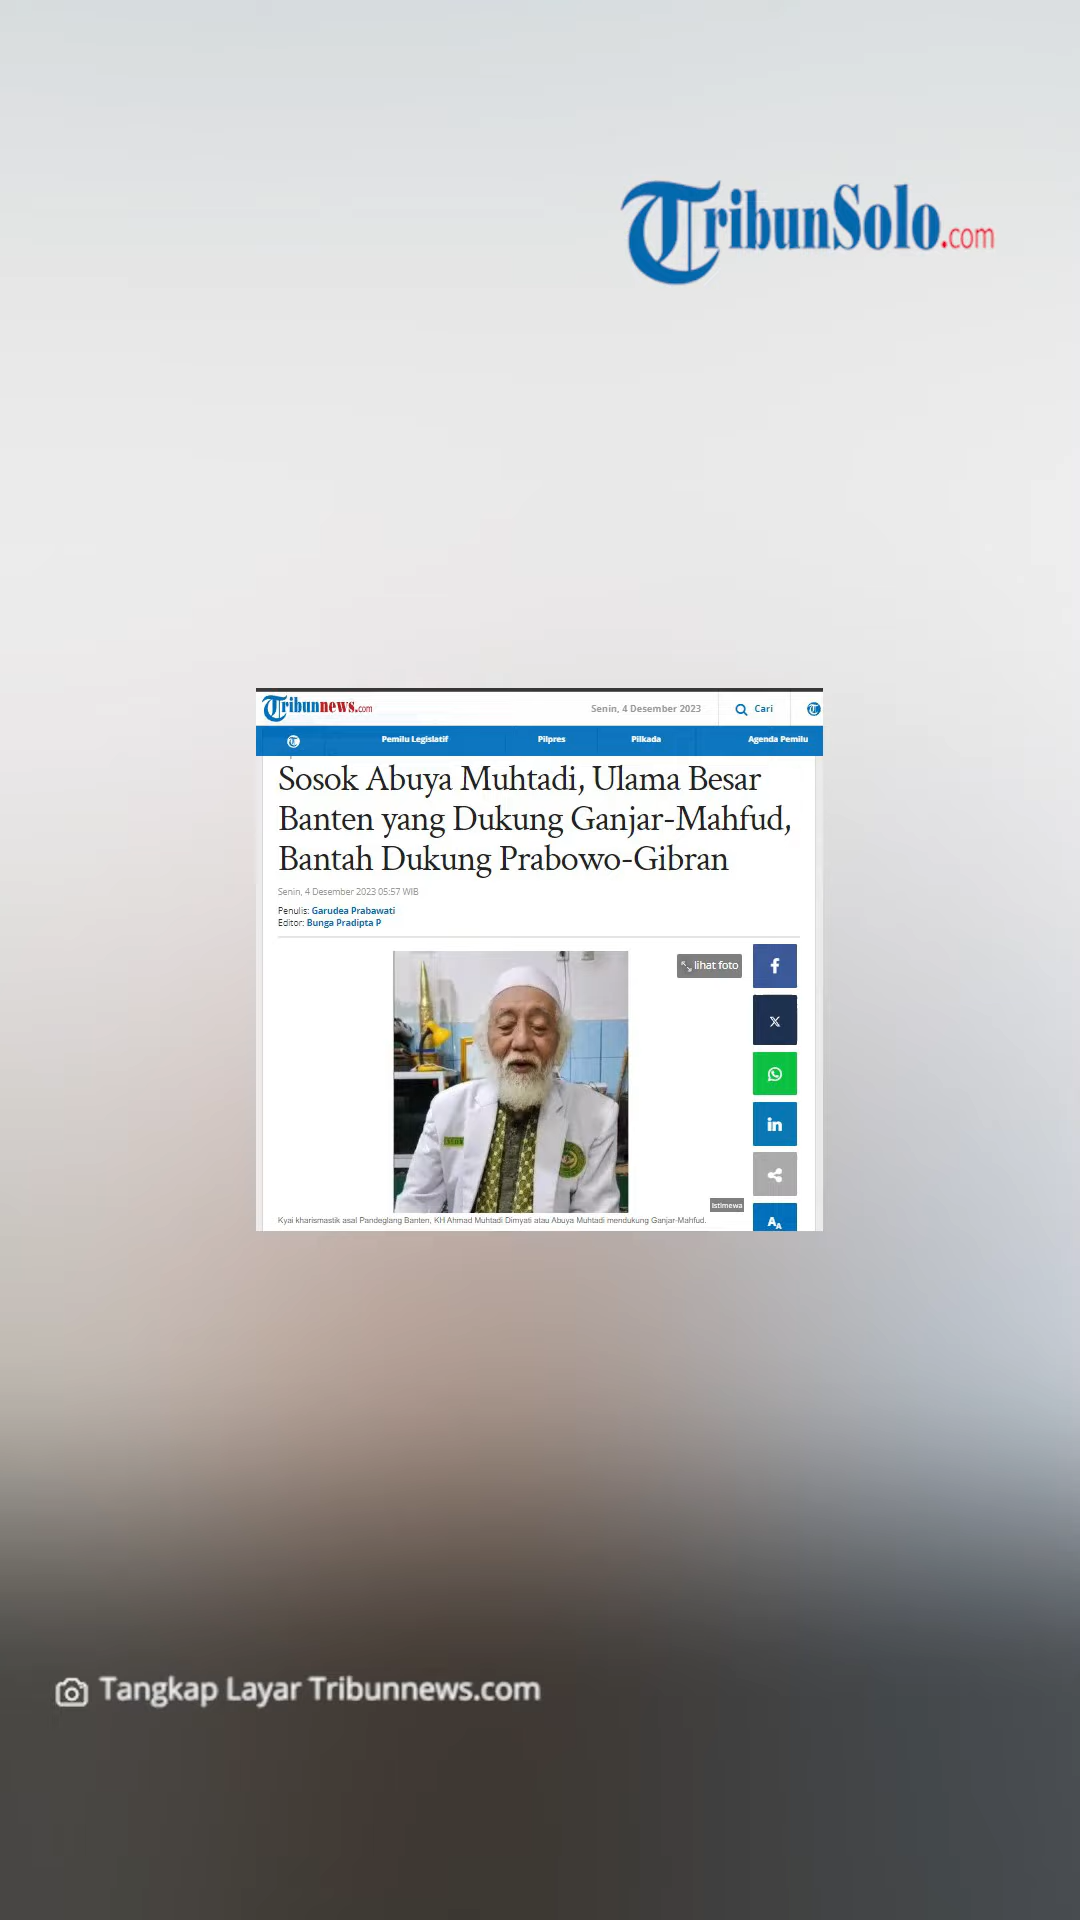 TribunSolo.com
Tribunnews.com
Senin, 4 Desember 2023
Cari
Pemilu Legislatif
Pilpres
Pilkada
Agenda Pemilu
Sosok Abuya Muhtadi, Ulama Besar
Banten yang Dukung Ganjar-Mahfud,
Bantah Dukung Prabowo-Gibran
Senin, 4 Desember 2023 05:57 WIB
Penulis: Garudea Prabawati
Editor: Bunga Pradipta P
lihat foto
Istimewa
Kyai kharismastik asal Pandeglang Banten, KH Ahmad Muhtadi Dimyati atau Abuya Muhtadi mendukung Ganjar-Mahfud.
Tangkap Layar Tribunnews.com